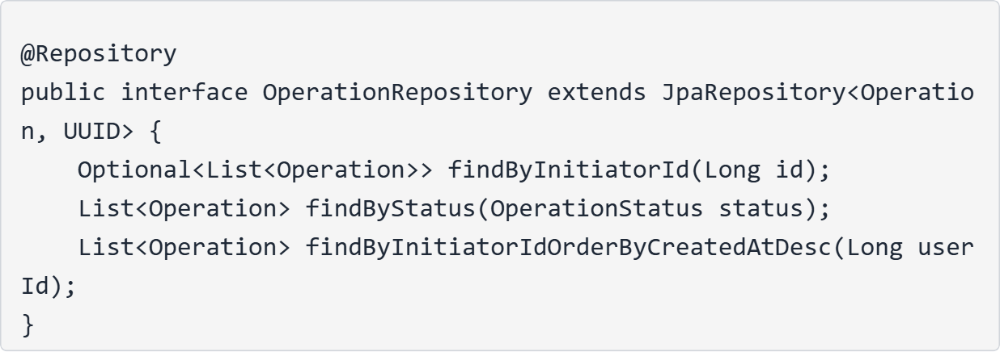 @Repository
public interface OperationRepository extends JpaRepository<Operatio
n, UUID> {
    Optional<List<Operation>> findByInitiatorId(Long id);
    List<Operation> findByStatus(OperationStatus status);
    List<Operation> findByInitiatorIdOrderByCreatedAtDesc(Long user
Id);
}